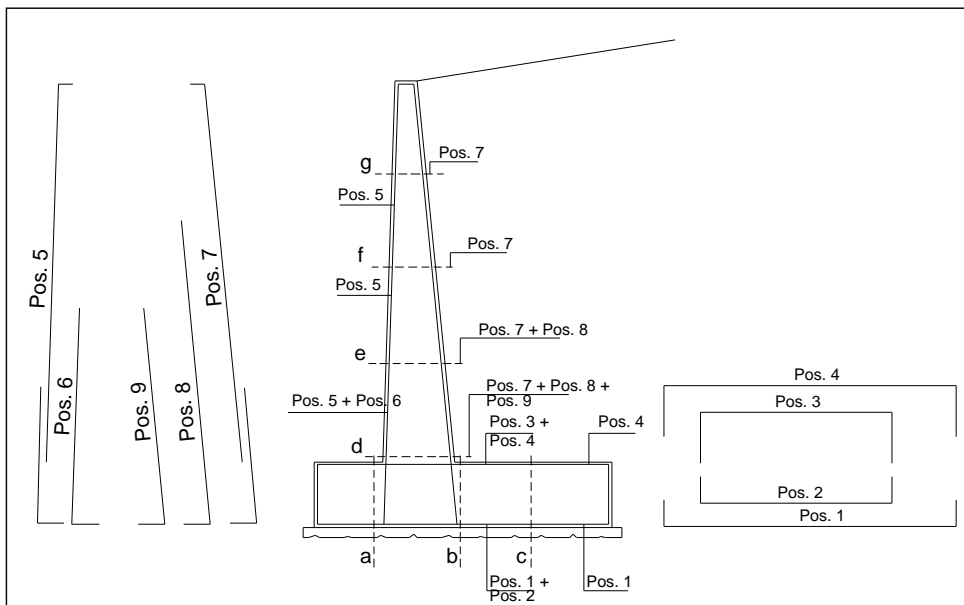 Pos. 5
Pos. 6
Pos. 9
Pos. 8
Pos. 7
g
Pos. 7
Pos. 5
f
Pos. 7
Pos. 5
e
Pos. 7 + Pos. 8
Pos. 5 + Pos. 6
Pos. 7 + Pos. 8 +
Pos. 9
d
Pos. 3 +
Pos. 4
Pos. 4
a
b
c
Pos. 1 +
Pos. 2
Pos. 1
Pos. 4
Pos. 3
Pos. 2
Pos. 1